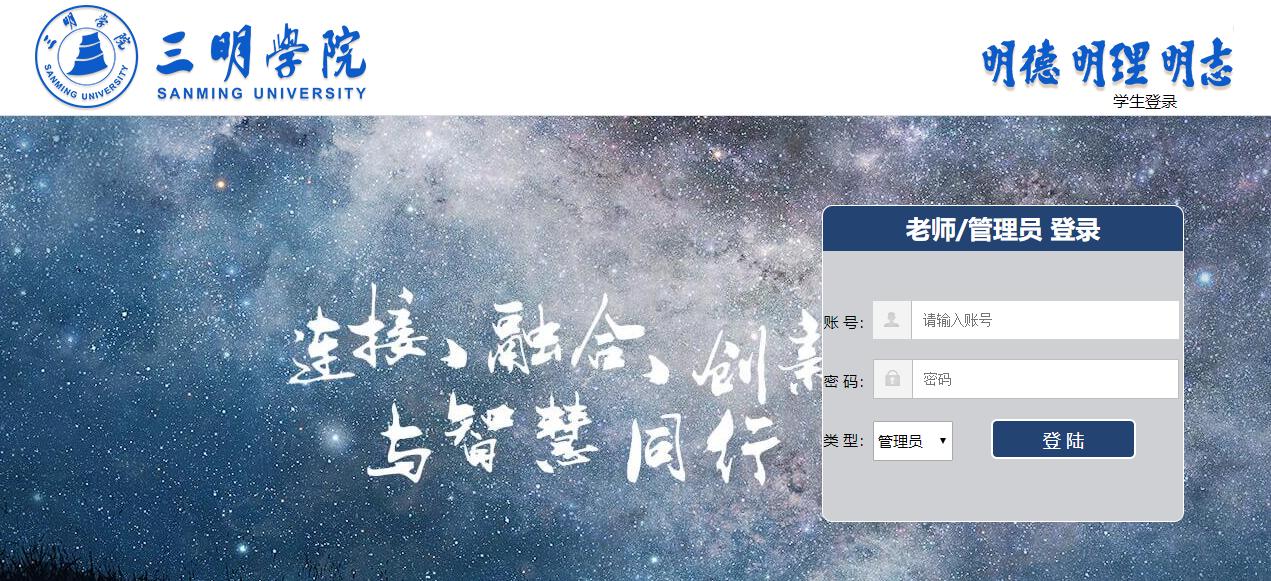 三明学院
SANMING UNIVERSITY
三明學院
SANMING UNIVERSITY
明德 明理 明志
学生登录
老师/管理员 登录
连接、融合、创新
与智慧同行
账 号：
请输入账号
密 码：
密码
类 型：
管理员
登 陆